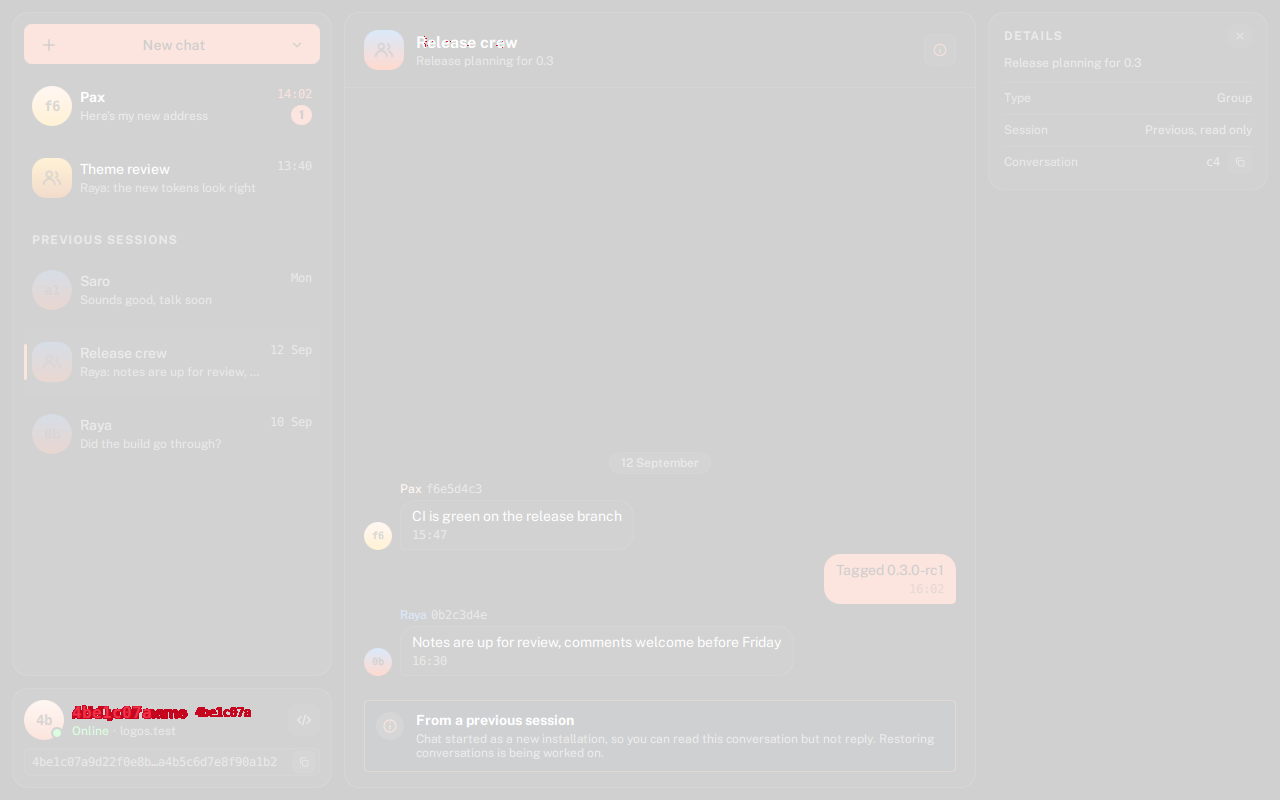 New chat
Pax
14:02
Here's my new address
1
f6
Theme review
13:40
Raya: the new tokens look right
PREVIOUS SESSIONS
Saro
Mon
Sounds good, talk soon
Release crew
12 Sep
Raya: notes are up for review, ...
Raya
10 Sep
Did the build go through?
4b
4be1c07a
Online · logos.test
4be1c07a9d22f0e8b…a4b5c6d7e8f90a1b2
Release crew
Release planning for 0.3
12 September
Pax f6e5d4c3
CI is green on the release branch
15:47
f6
Tagged 0.3.0-rc1
16:02
Raya 0b2c3d4e
Notes are up for review, comments welcome before Friday
16:30
0b
From a previous session
Chat started as a new installation, so you can read this conversation but not reply. Restoring
conversations is being worked on.
DETAILS
Release planning for 0.3
Type
Group
Session
Previous, read only
Conversation
c4